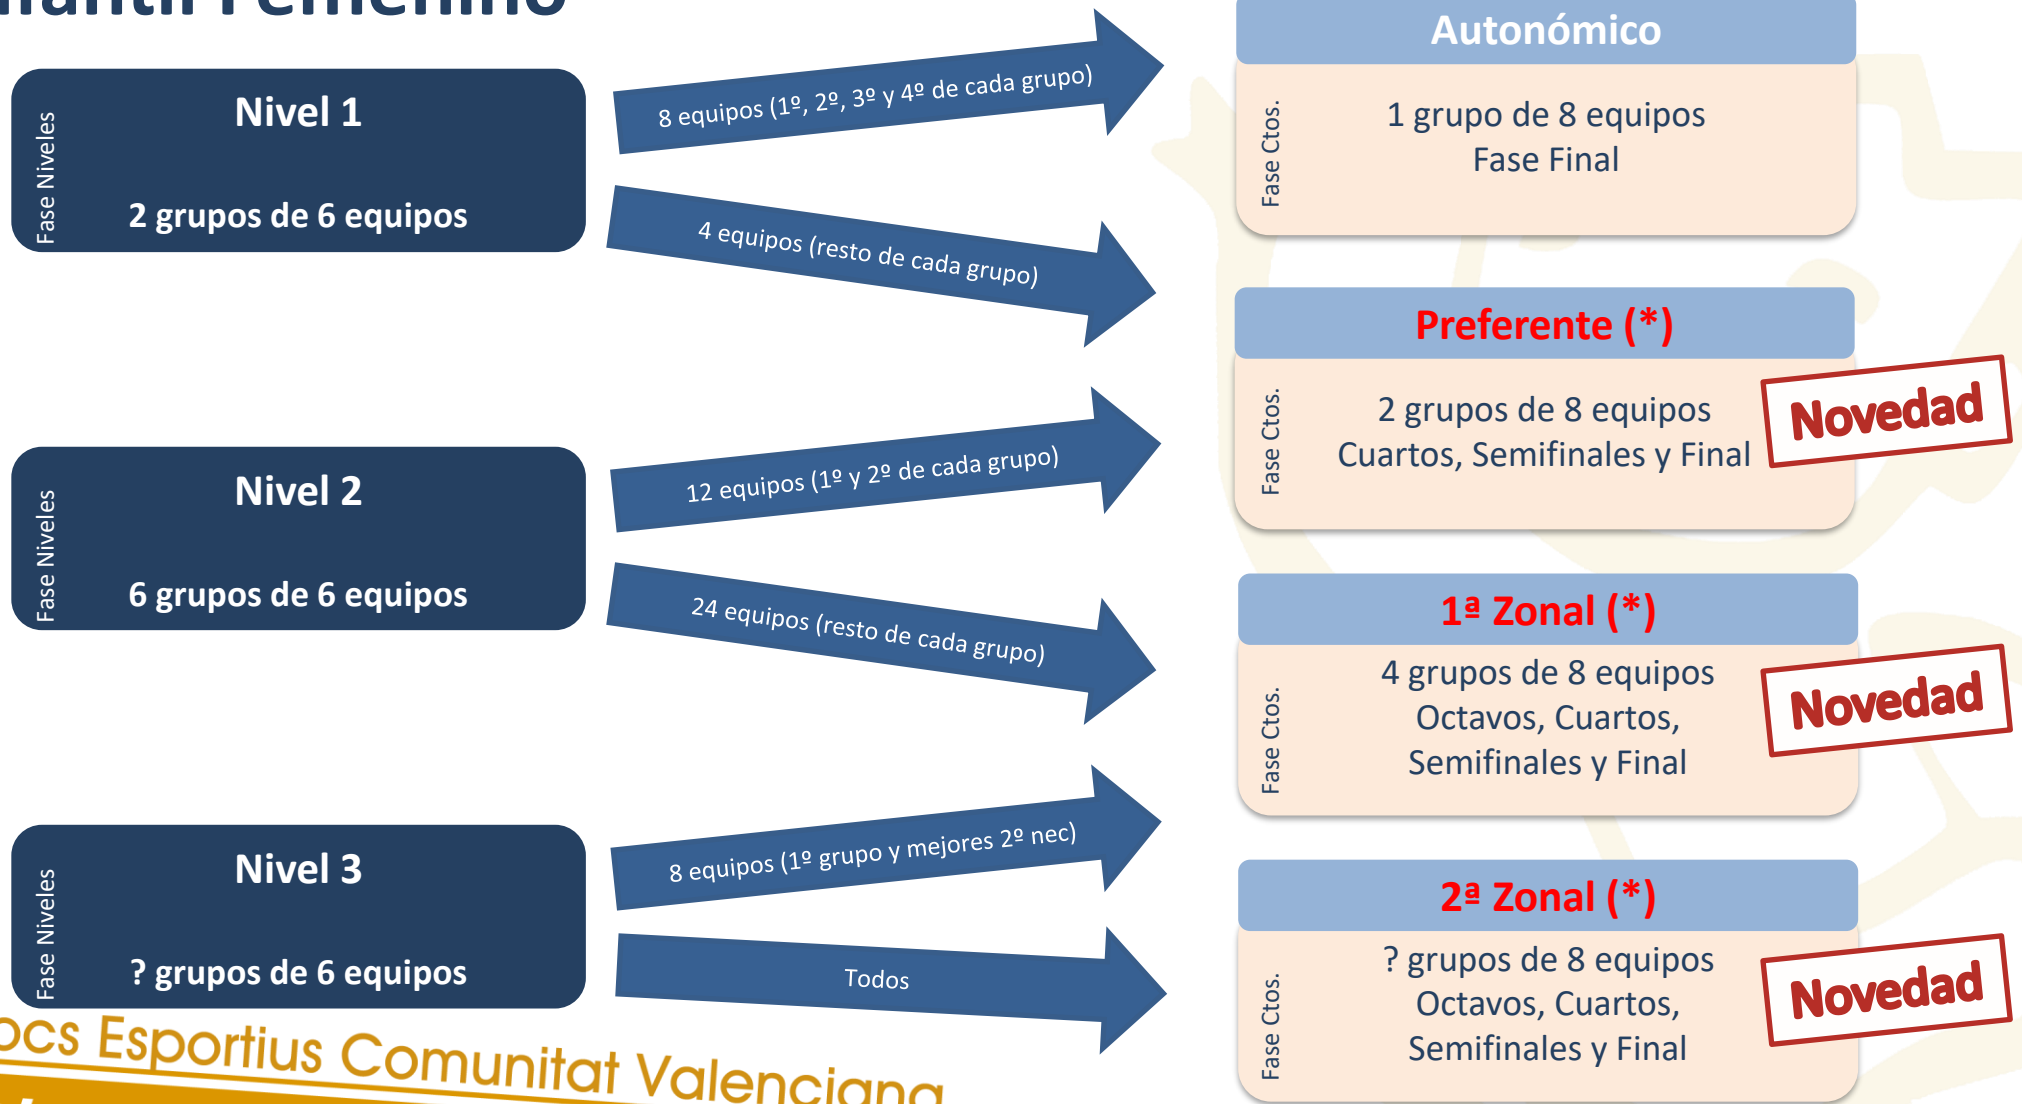 Femenino
Fase Niveles
Nivel 1
2 grupos de 6 equipos
8 equipos (1º, 2º, 3º y 4º de cada grupo)
4 equipos (resto de cada grupo)
Autonómico
Fase Ctos.
1 grupo de 8 equipos
Fase Final
Preferente (*)
Fase Ctos.
2 grupos de 8 equipos
Cuartos, Semifinales y Final
Novedad
Fase Niveles
Nivel 2
6 grupos de 6 equipos
12 equipos (1º y 2º de cada grupo)
24 equipos (resto de cada grupo)
1ª Zonal (*)
Fase Ctos.
4 grupos de 8 equipos
Octavos, Cuartos,
Semifinales y Final
Novedad
Fase Niveles
Nivel 3
? grupos de 6 equipos
8 equipos (1º grupo y mejores 2º nec)
Todos
2ª Zonal (*)
Fase Ctos.
? grupos de 8 equipos
Octavos, Cuartos,
Semifinales y Final
Novedad
ocs Esportius Comunitat Valenciana